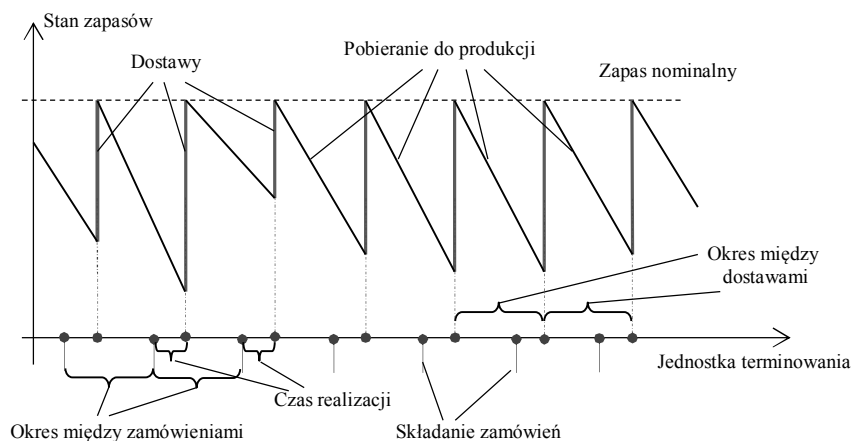 Stan zapasów
Dostawy
Pobieranie do produkcji
Zapas nominalny
Okres między
dostawami
Jednostka terminowania
Czas realizacji
Okres między zamówieniami
Składanie zamówień